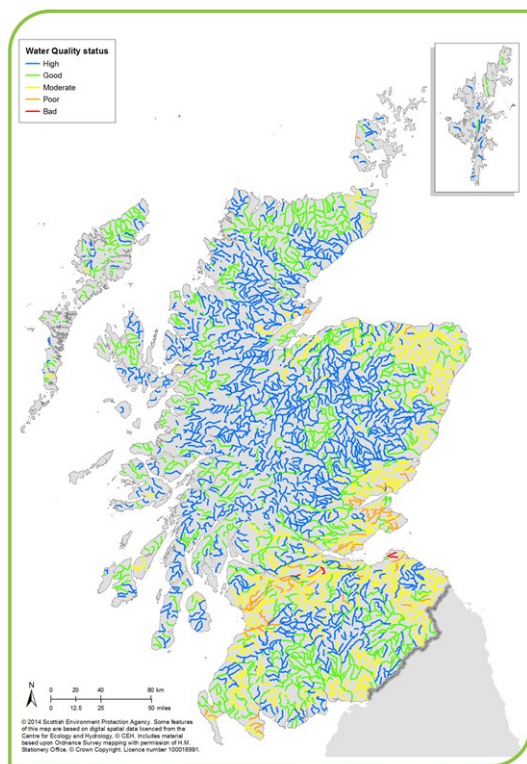 Water Quality status
High
Good
Moderate
Poor
Bad
N
0 20 40 80 km
0 12.5 25 50 miles
© 2014 Scottish Environment Protection Agency. Some features
of this map are based on digital spatial data licenced from the
Centre for Ecology and Hydrology, © CEH. Includes material
based upon Ordnance Survey mapping with permission of H.M.
Stationery Office, © Crown Copyright. Licence number 100016991.